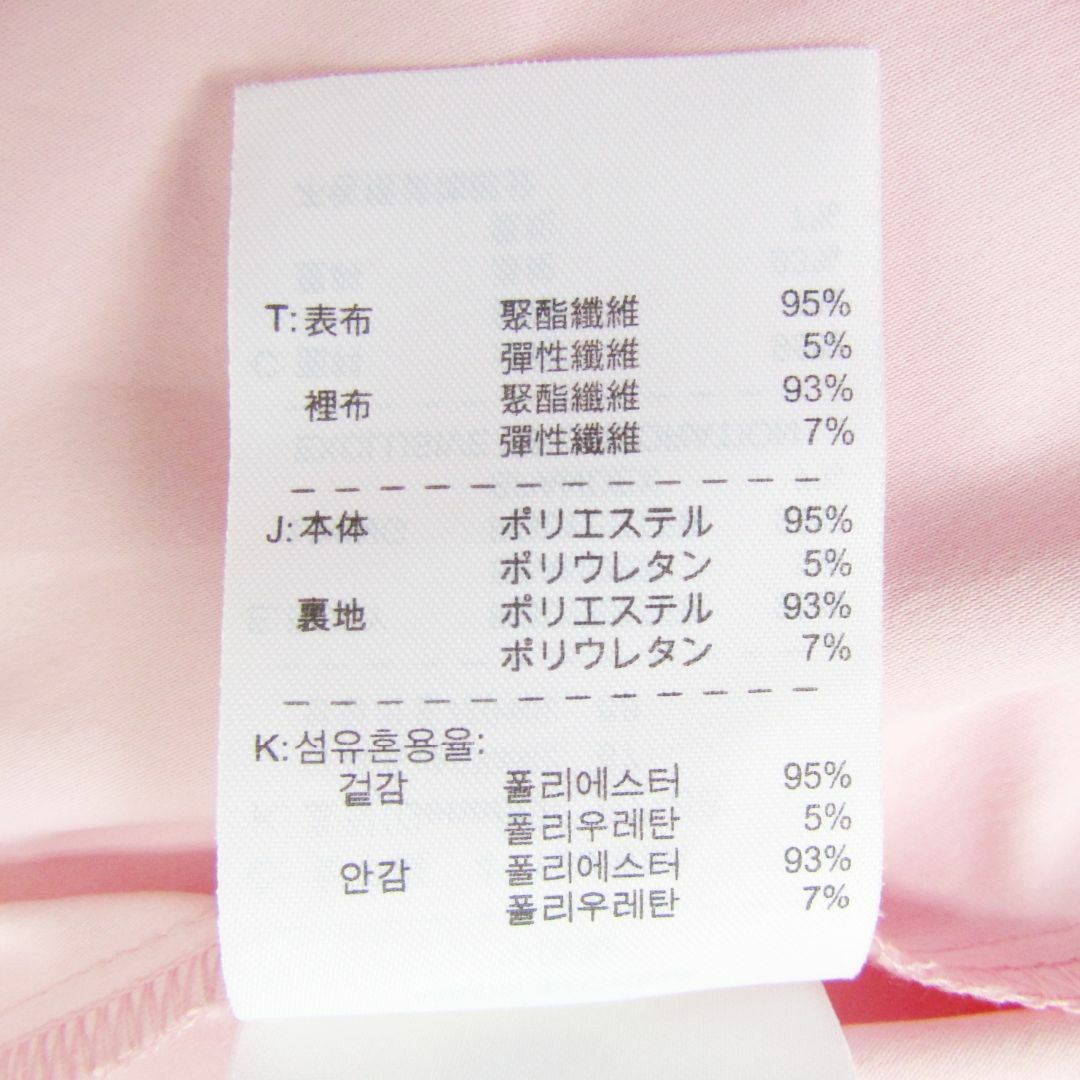 T:表布 聚酯纖維 95%
彈性纖維 5%
裡布 聚酯纖維 93%
彈性纖維 7%
J:本体 ポリエステル 95%
ポリウレタン 5%
裏地 ポリエステル 93%
ポリウレタン 7%
K:섬유혼용율:
겉감 폴리에스터 95%
폴리우레탄 5%
안감 폴리에스터 93%
폴리우레탄 7%